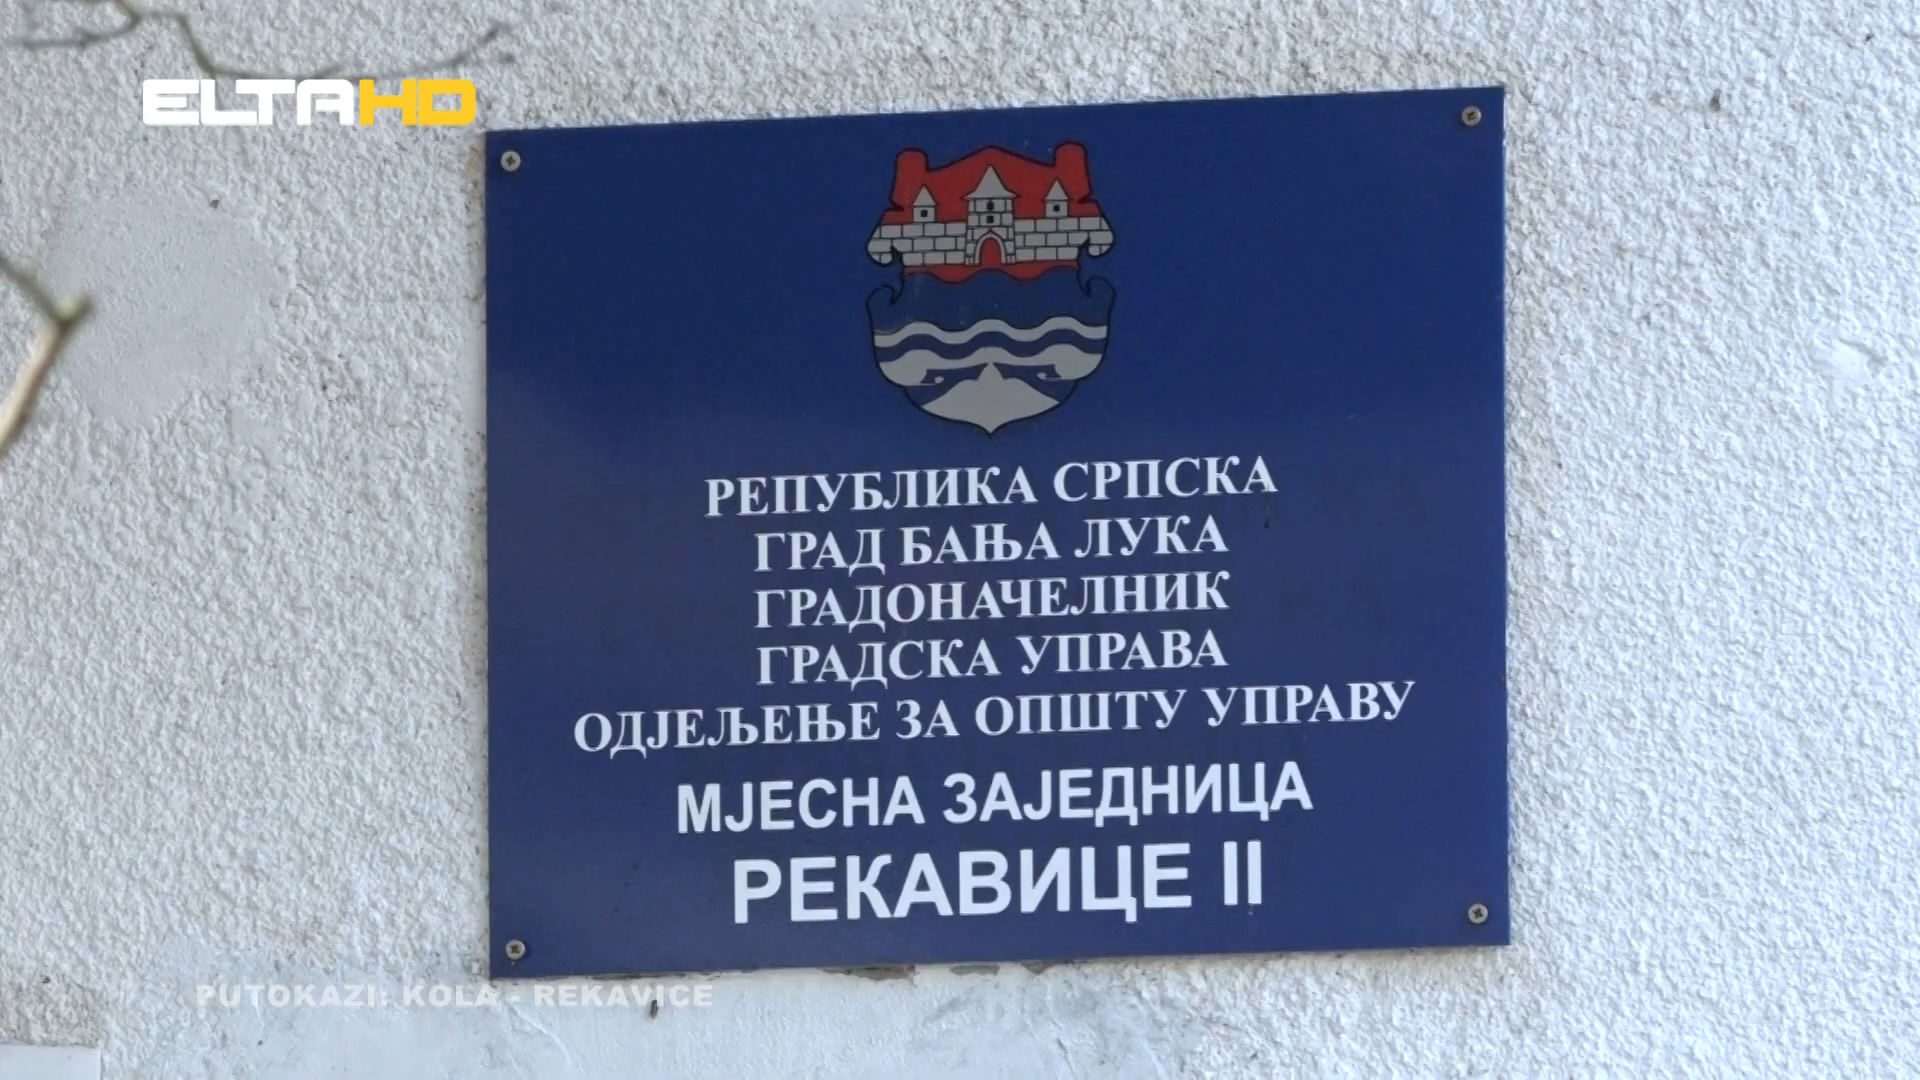 ELTAHD
РЕПУБЛИКА СРПСКА
ГРАД БАЊА ЛУКА
ГРАДОНАЧЕЛНИК
ГРАДСКА УПРАВА
ОДЈЕЉЕЊЕ ЗА ОПШТУ УПРАВУ
МЈЕСНА ЗАЈЕДНИЦА
РЕКАВИЦЕ II
PUTOKAZI: KOLA - REKAVICE